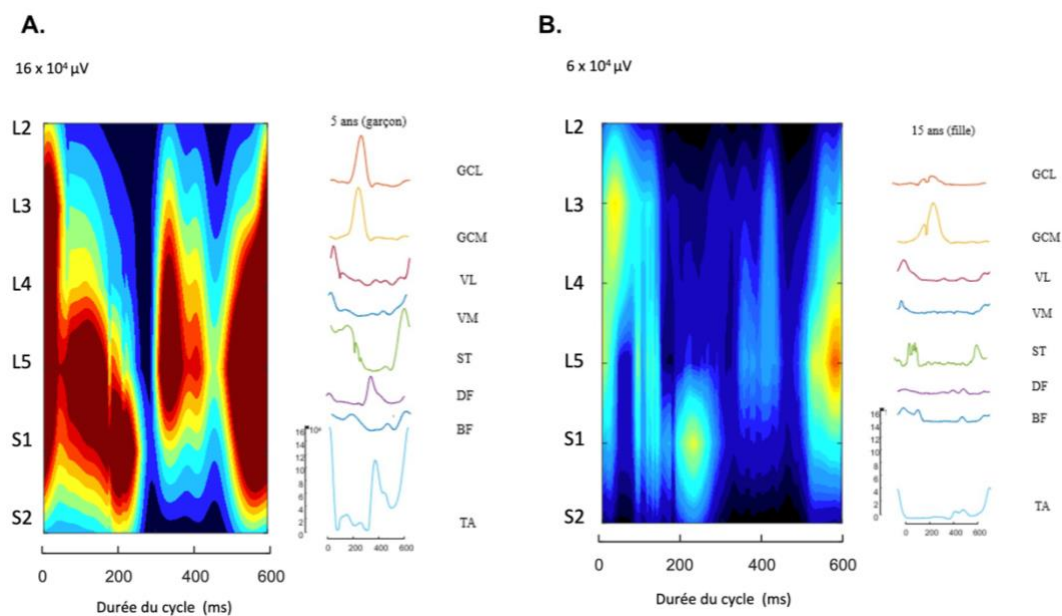 A.
16 x 10⁴ µV
L2
L3
L4
L5
S1
S2
0 200 400 600
Durée du cycle (ms)
5 ans (garçon)
GCL
GCM
VL
VM
ST
DF
BF
TA
16
14
12
10
8
6
4
2
0
0 200 400 600
B.
6 x 10⁴ µV
L2
L3
L4
L5
S1
S2
0 200 400 600
Durée du cycle (ms)
15 ans (fille)
GCL
GCM
VL
VM
ST
DF
BF
TA
16
14
12
10
8
6
4
2
0
0 200 400 600